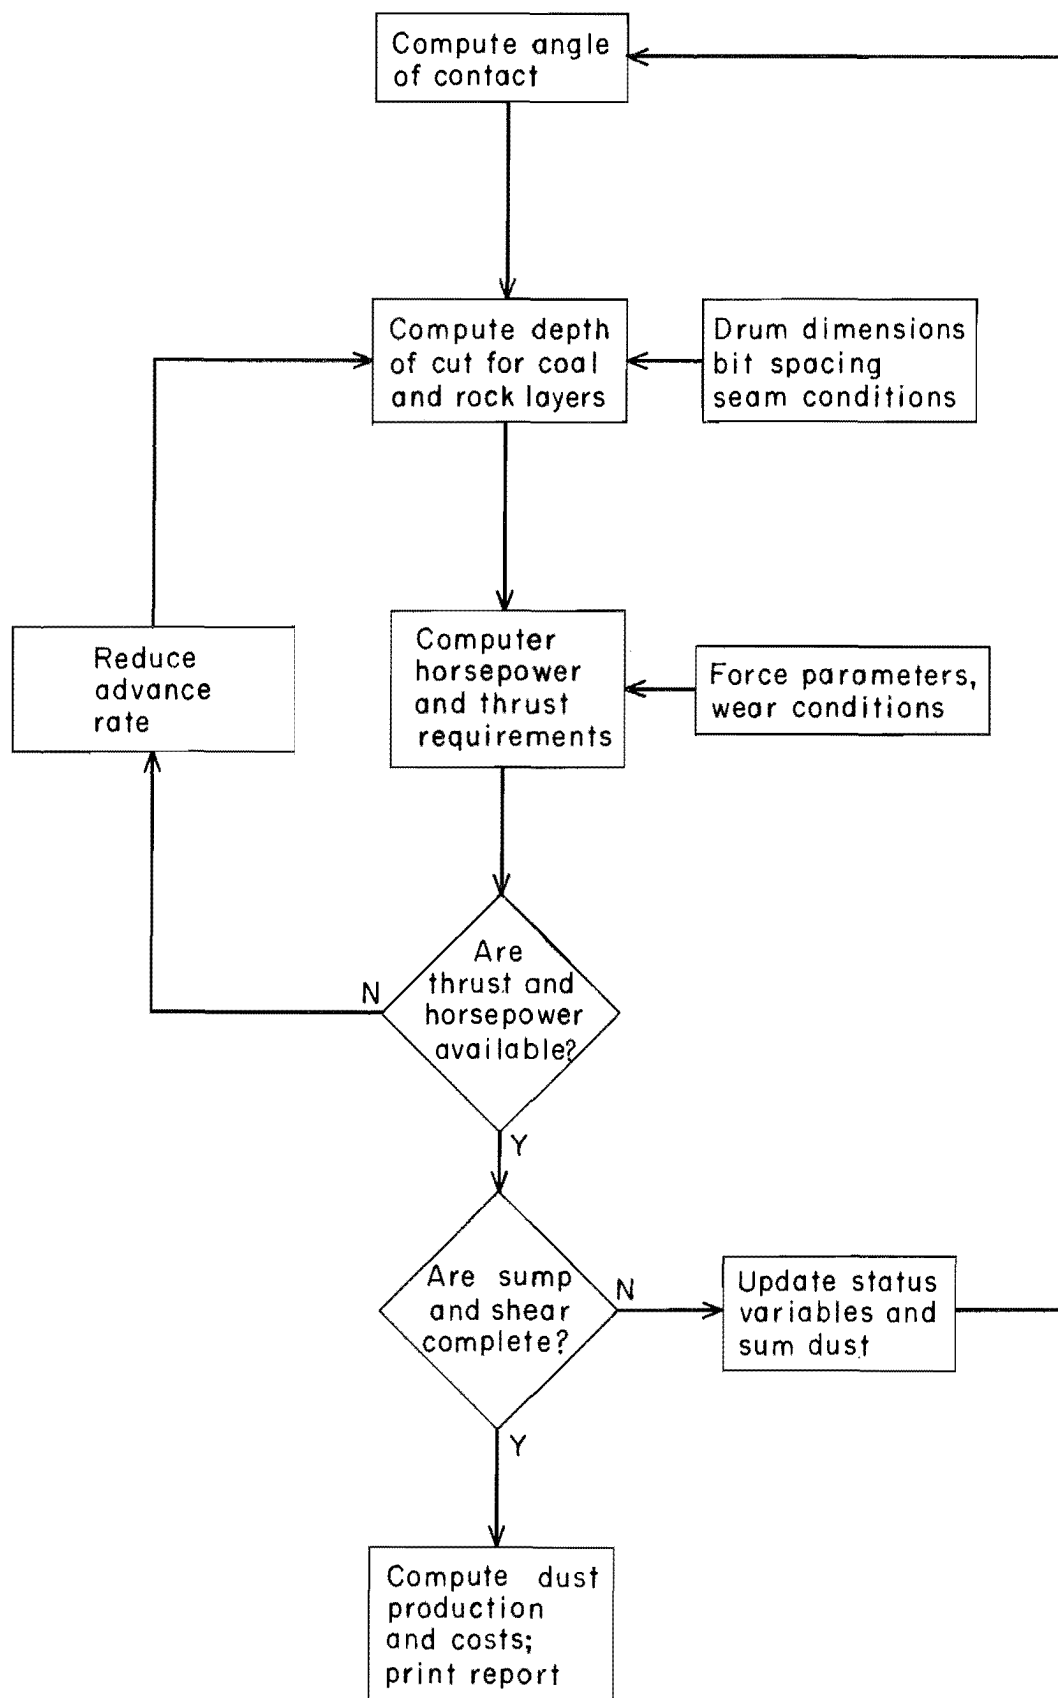 Compute angle
of contact
Compute depth
of cut for coal
and rock layers
Drum dimensions
bit spacing
seam conditions
Reduce
advance
rate
Computer
horsepower
and thrust
requirements
Force parameters,
wear conditions
Are
thrust and
horsepower
available?
N
Y
Are sump
and shear
complete?
N
Update status
variables and
sum dust
Y
Compute dust
production
and costs;
print report